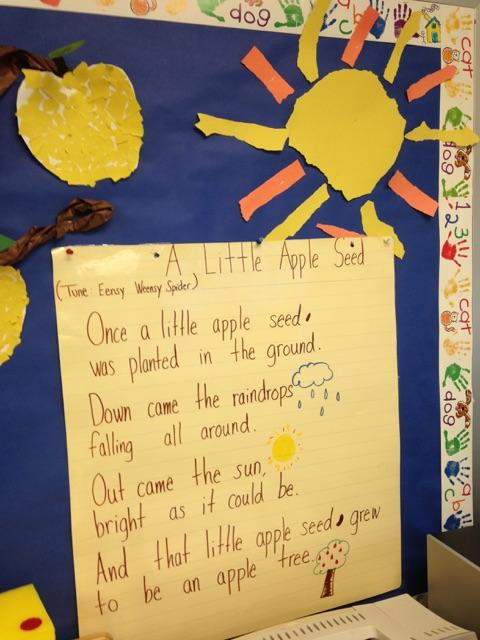 dog
cat
A Little Apple Seed
(Tune: Eensy Weensy Spider)
Once a little apple seed
was planted in the ground.
Down came the raindrops
falling all around.
Out came the sun,
bright as it could be.
And that little apple seed grew
to be an apple tree.
dog
1 2 3
cat
dog
a b c